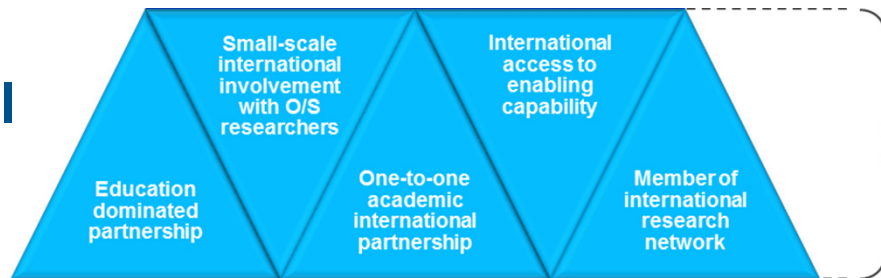 Small-scale
international
involvement
with O/S
researchers
International
access to
enabling
capability
Education
dominated
partnership
One-to-one
academic
international
partnership
Member of
international
research
network